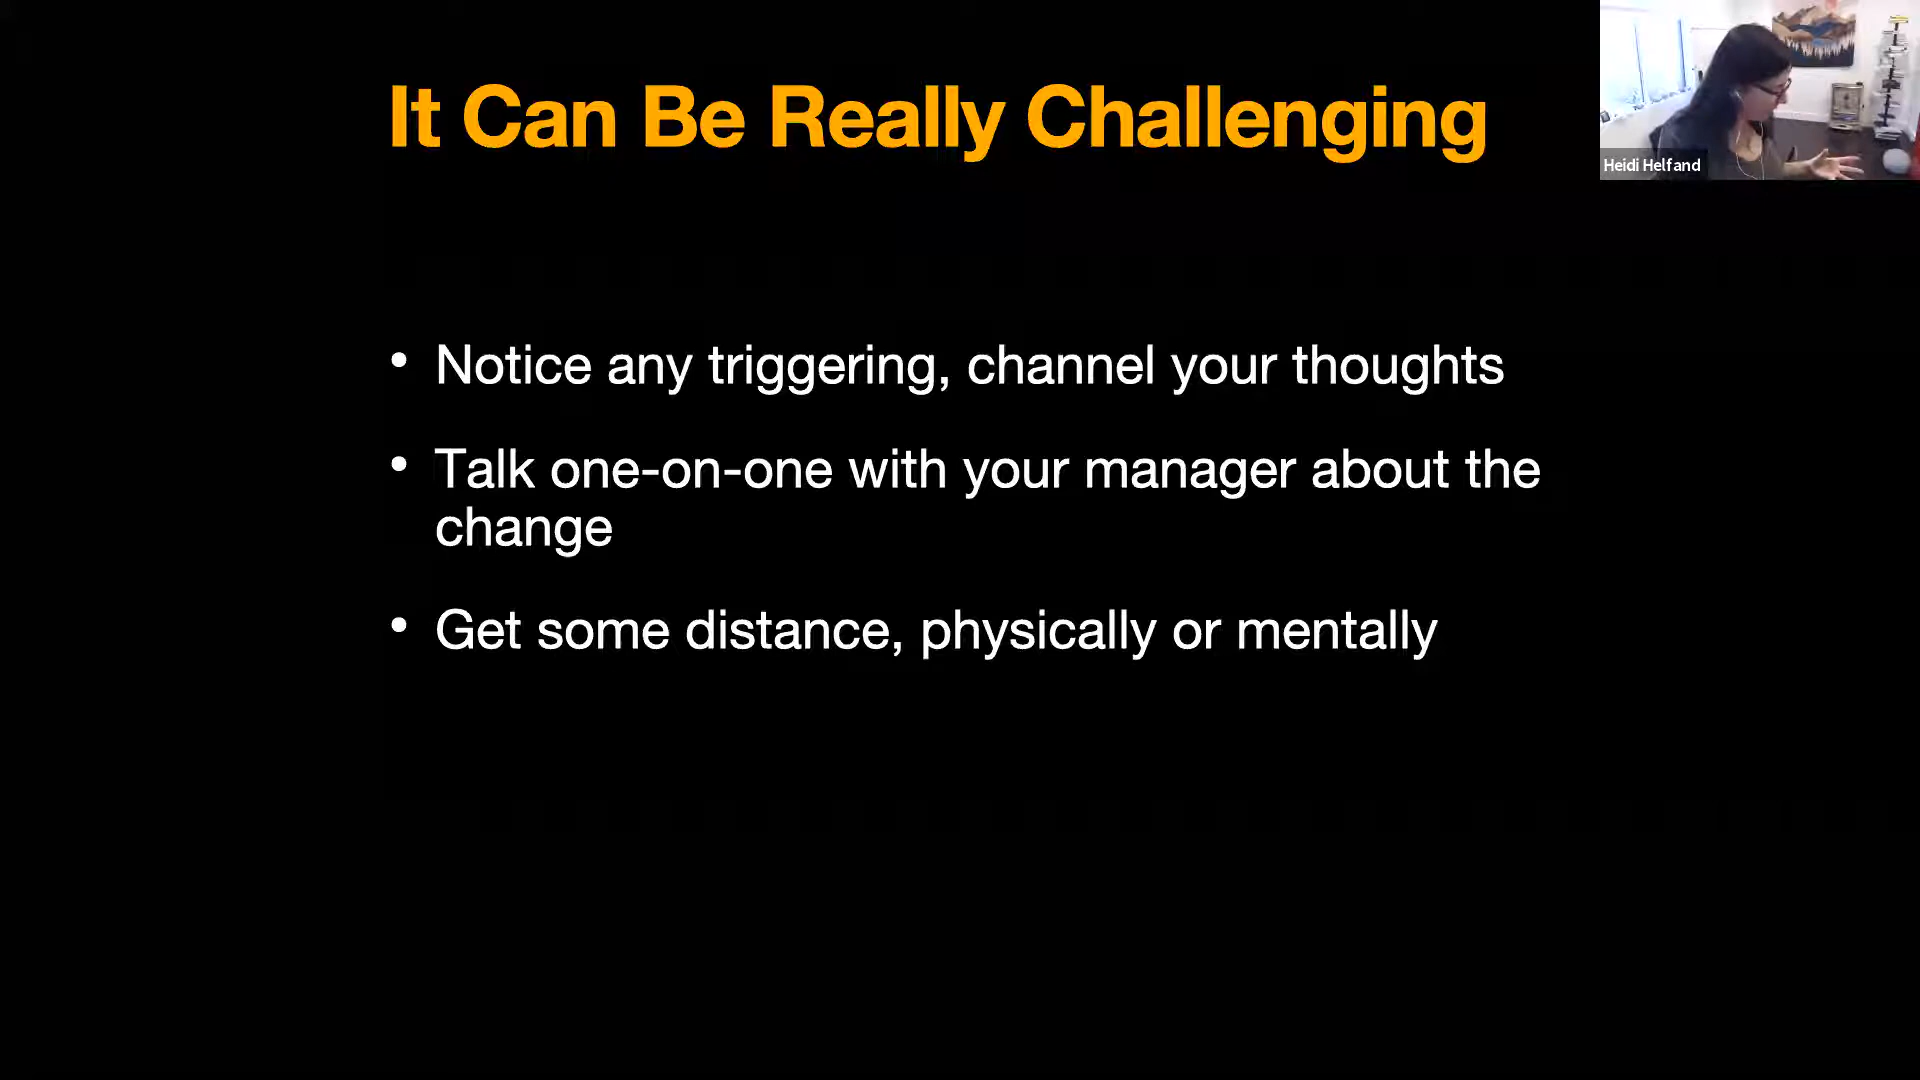 It Can Be Really Challenging
Heidi Helfand
• Notice any triggering, channel your thoughts
• Talk one-on-one with your manager about the
change
• Get some distance, physically or mentally